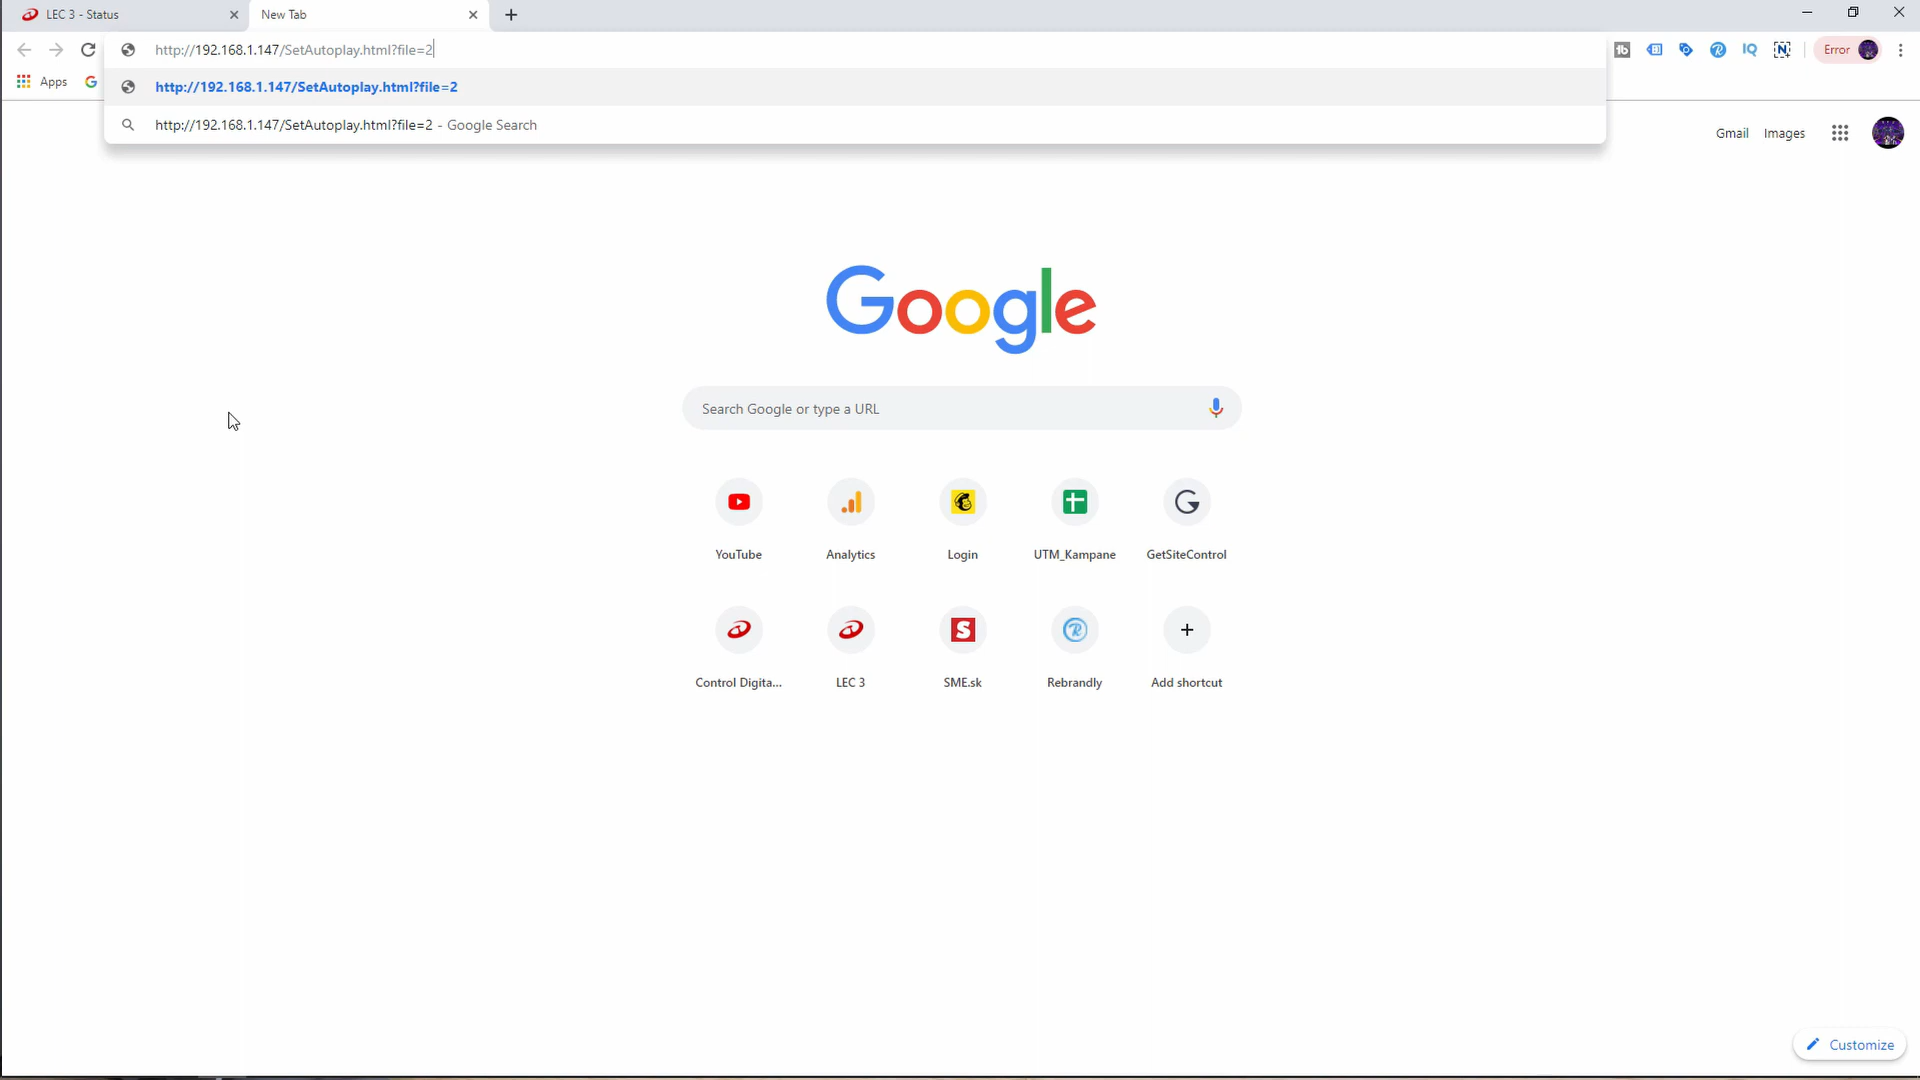 LEC 3 - Status
New Tab
http://192.168.1.147/SetAutoplay.html?file=2
Error
Apps
http://192.168.1.147/SetAutoplay.html?file=2
http://192.168.1.147/SetAutoplay.html?file=2 - Google Search
Gmail Images
Google
Search Google or type a URL
YouTube
Analytics
Login
UTM_Kampane
GetSiteControl
Control Digita...
LEC 3
SME.sk
Rebrandly
Add shortcut
Customize